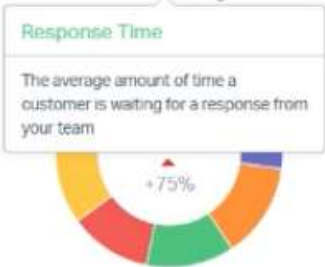 Response Time
The average amount of time a
customer is waiting for a response from
your team
+75%